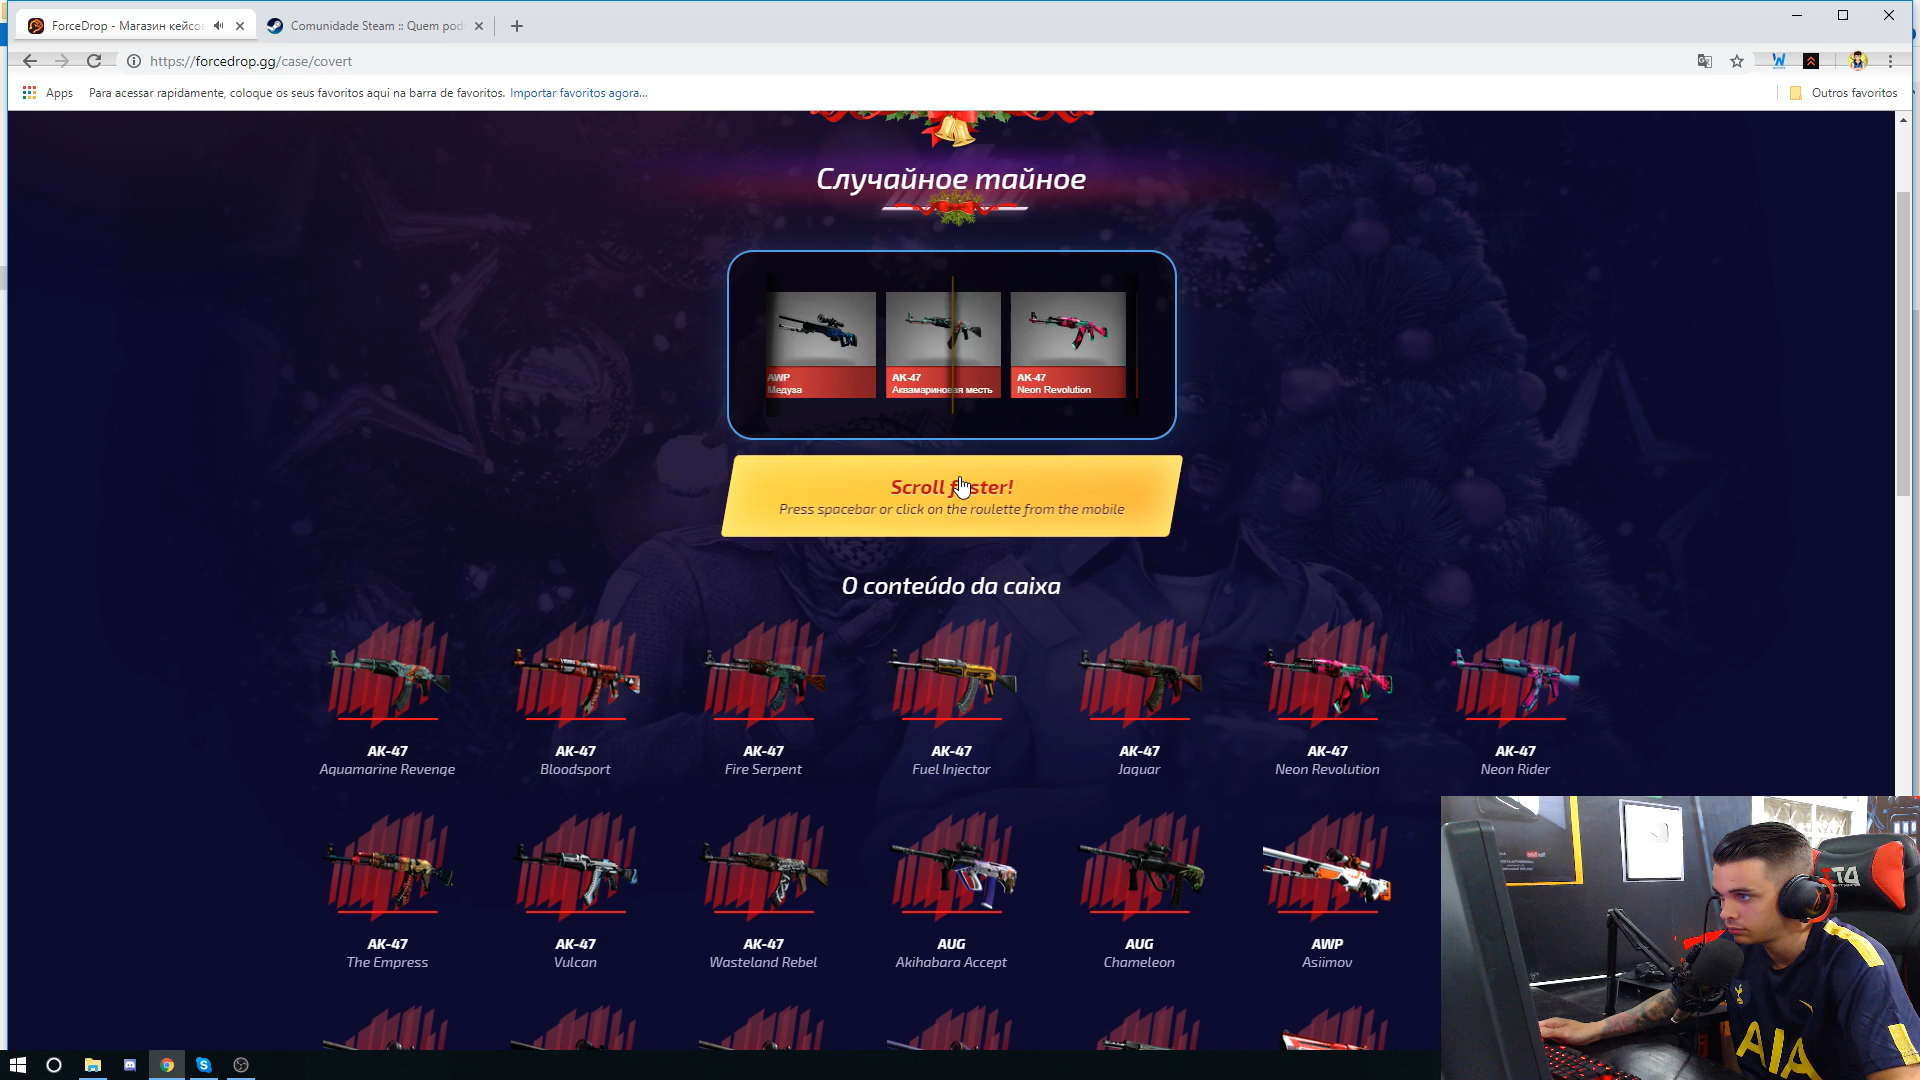 ForceDrop - Магазин кейсов
Comunidade Steam :: Quem pod
https://forcedrop.gg/case/covert
Apps
Para acessar rapidamente, coloque os seus favoritos aqui na barra de favoritos.
Importar favoritos agora...
Outros favoritos
Случайное тайное
AWP
Медуза
AK-47
Аквамариновая месть
AK-47
Neon Revolution
Scroll faster!
Press spacebar or click on the roulette from the mobile
O conteúdo da caixa
AK-47
Aquamarine Revenge
AK-47
Bloodsport
AK-47
Fire Serpent
AK-47
Fuel Injector
AK-47
Jaguar
AK-47
Neon Revolution
AK-47
Neon Rider
AK-47
The Empress
AK-47
Vulcan
AK-47
Wasteland Rebel
AUG
Akihabara Accept
AUG
Chameleon
AWP
Asiimov
AIA